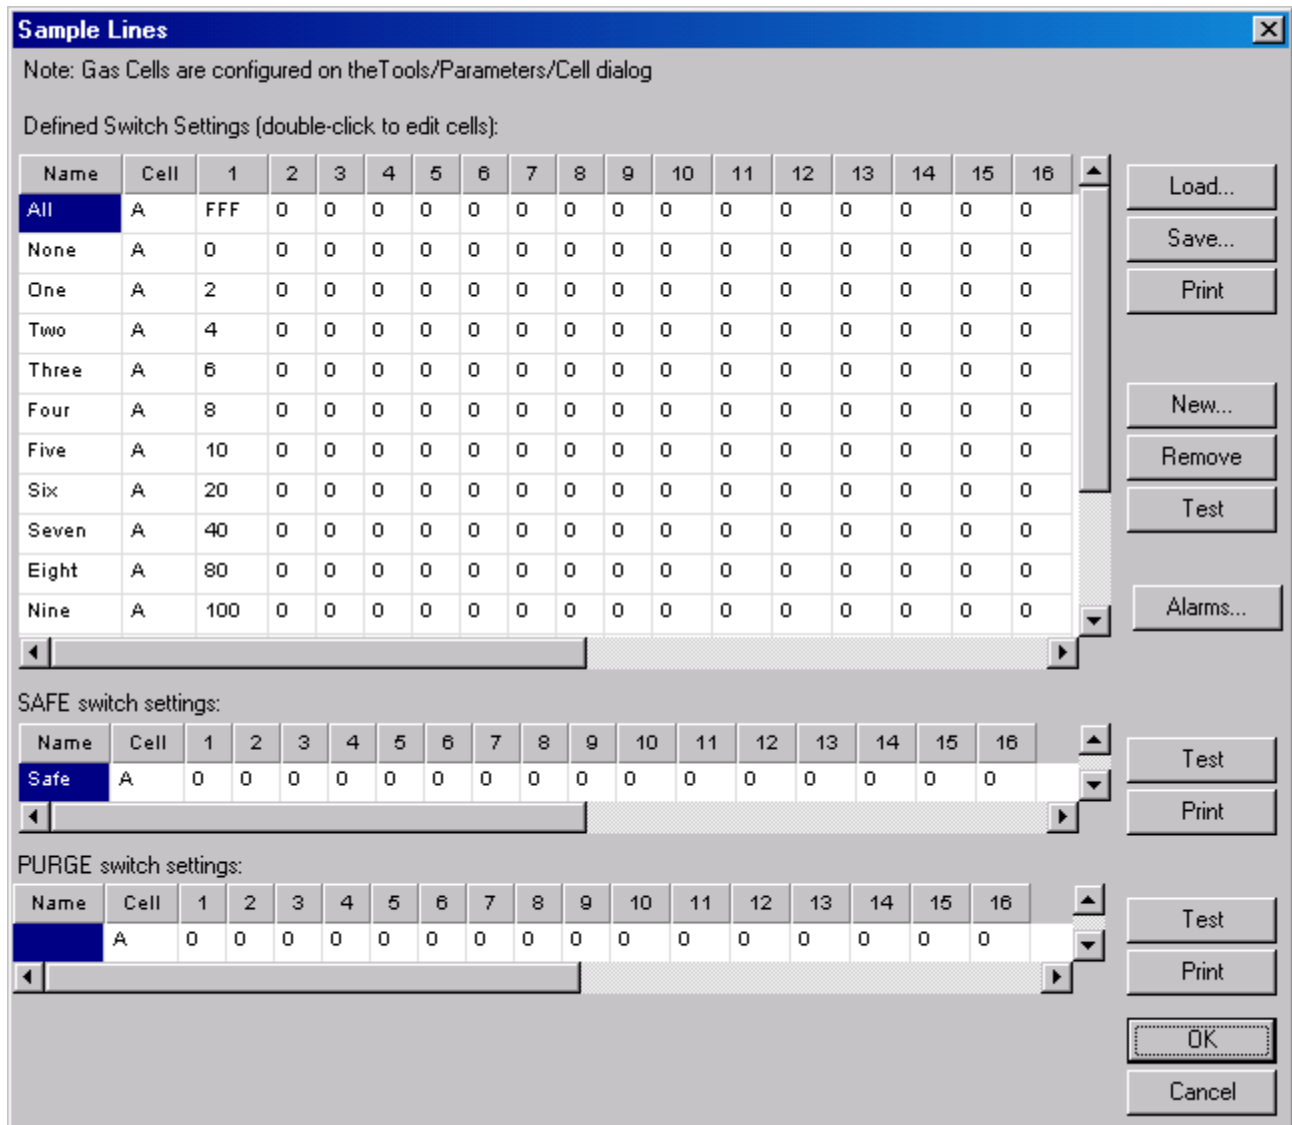 Sample Lines
Note: Gas Cells are configured on theTools/Parameters/Cell dialog
Defined Switch Settings (double-click to edit cells):
Name Cell 1 2 3 4 5 6 7 8 9 10 11 12 13 14 15 16
All A FFF 0 0 0 0 0 0 0 0 0 0 0 0 0 0 0
None A 0 0 0 0 0 0 0 0 0 0 0 0 0 0 0 0
One A 2 0 0 0 0 0 0 0 0 0 0 0 0 0 0 0
Two A 4 0 0 0 0 0 0 0 0 0 0 0 0 0 0 0
Three A 6 0 0 0 0 0 0 0 0 0 0 0 0 0 0 0
Four A 8 0 0 0 0 0 0 0 0 0 0 0 0 0 0 0
Five A 10 0 0 0 0 0 0 0 0 0 0 0 0 0 0 0
Six A 20 0 0 0 0 0 0 0 0 0 0 0 0 0 0 0
Seven A 40 0 0 0 0 0 0 0 0 0 0 0 0 0 0 0
Eight A 80 0 0 0 0 0 0 0 0 0 0 0 0 0 0 0
Nine A 100 0 0 0 0 0 0 0 0 0 0 0 0 0 0 0
Load...
Save...
Print
New...
Remove
Test
Alarms...
SAFE switch settings:
Name Cell 1 2 3 4 5 6 7 8 9 10 11 12 13 14 15 16
Safe A 0 0 0 0 0 0 0 0 0 0 0 0 0 0 0 0
Test
Print
PURGE switch settings:
Name Cell 1 2 3 4 5 6 7 8 9 10 11 12 13 14 15 16
A 0 0 0 0 0 0 0 0 0 0 0 0 0 0 0 0
Test
Print
OK
Cancel